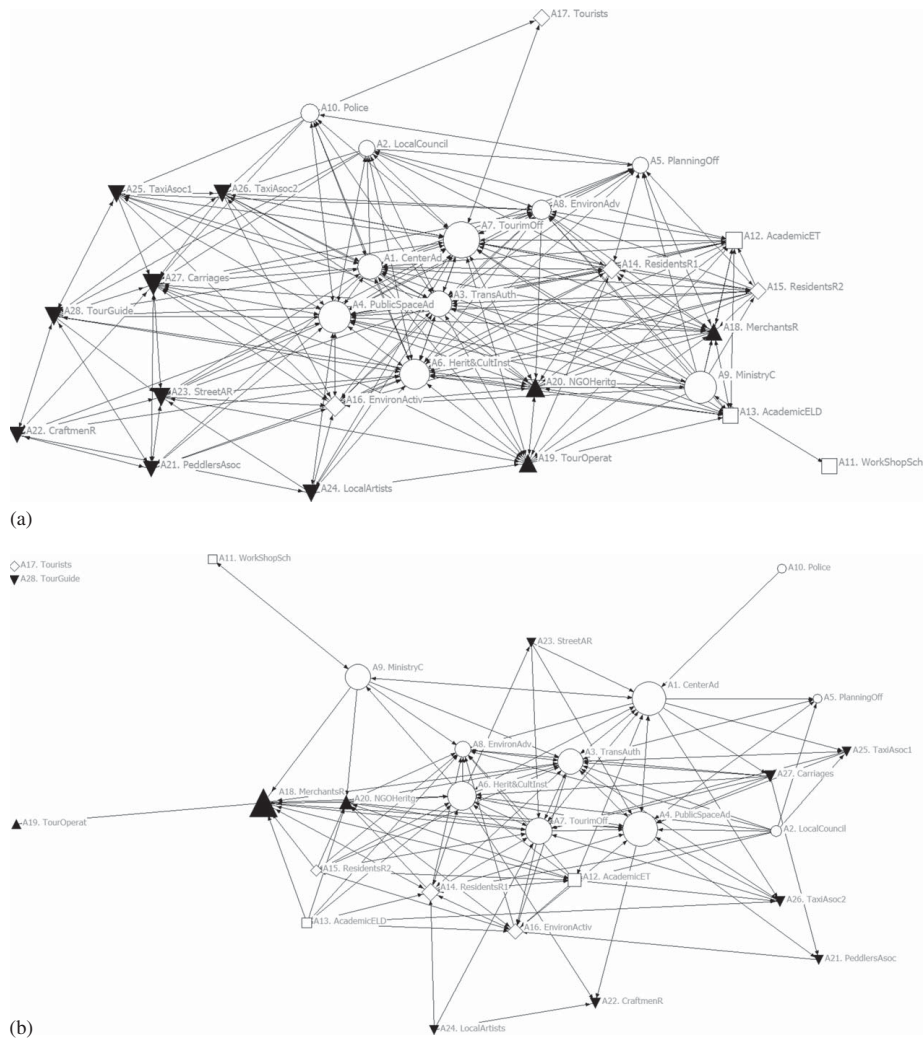 A17. Tourists
A10. Police
A2. LocalCouncil
A5. PlanningOff
A25. TaxiAsoc1
A26. TaxiAsoc2
A8. EnvironAdv
A7. TourimOff
A12. AcademicET
A1. CenterAd
A14. ResidentsR1
A27. Carriages
A15. ResidentsR2
A3. TransAuth
A4. PublicSpaceAd
A28. TourGuide
A18. MerchantsR
A6. Herit&CultInst
A9. MinistryC
A20. NGOHeritg
A23. StreetAR
A16. EnvironActiv
A13. AcademicELD
A22. CraftmenR
A19. TourOperat
A21. PeddlersAsoc
A11. WorkShopSch
A24. LocalArtists
(a)
A11. WorkShopSch
A17. Tourists
A10. Police
A28. TourGuide
A23. StreetAR
A9. MinistryC
A1. CenterAd
A5. PlanningOff
A8. EnvironAdv
A3. TransAuth
A25. TaxiAsoc1
A27. Carriages
A6. Herit&CultInst
A18. MerchantsR
A20. NGOHeritg
A4. PublicSpaceAd
A7. TourimOff
A19. TourOperat
A2. LocalCouncil
A15. ResidentsR2
A12. AcademicET
A14. ResidentsR1
A26. TaxiAsoc2
A13. AcademicELD
A16. EnvironActiv
A21. PeddlersAsoc
A22. CraftmenR
A24. LocalArtists
(b)